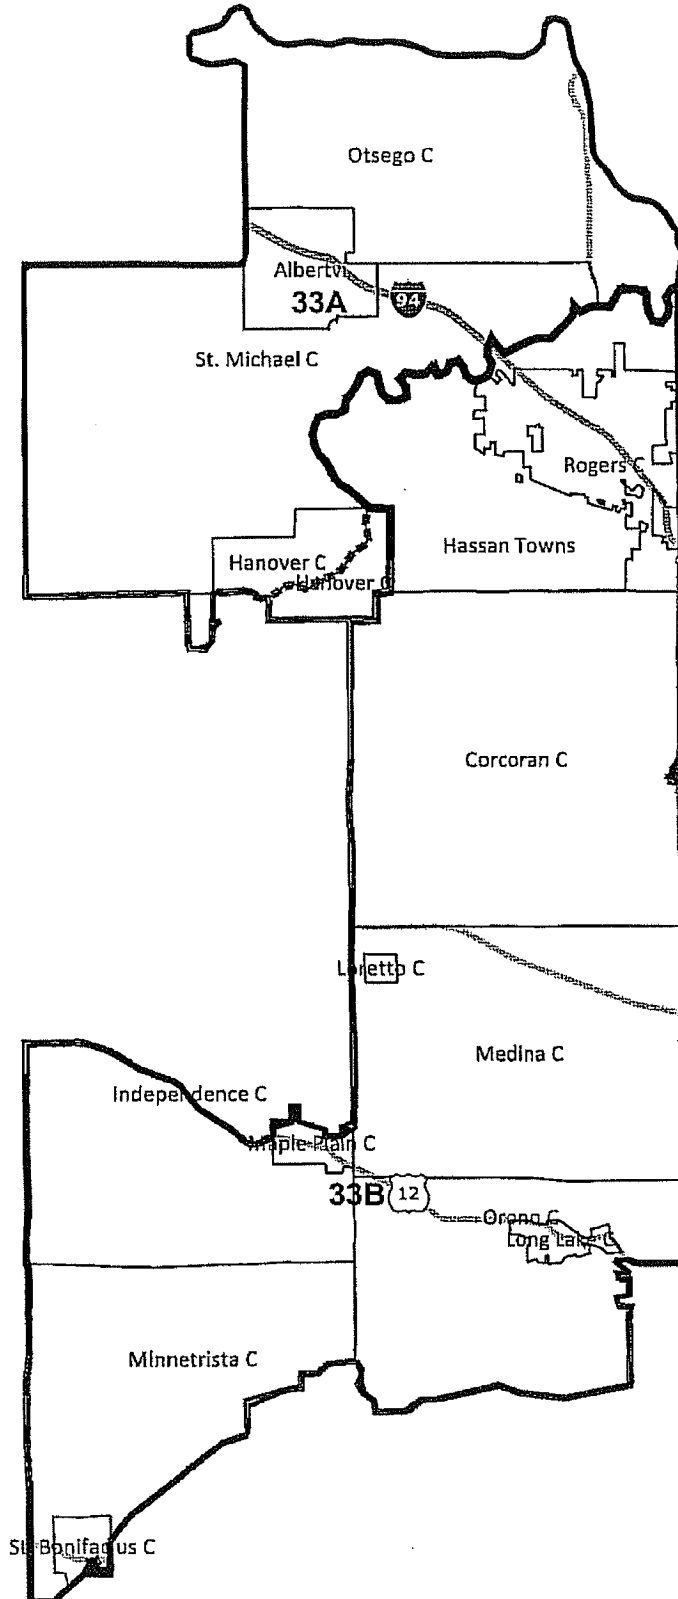 Otsego C
Albertvi
33A
94
St. Michael C
Rogers C
Hassan Towns
Hanover C
Hanover C
Corcoran C
Loretto C
Medina C
Independence C
Maple Plain C
33B
12
Orono C
Long Lake C
Minnetrista C
St. Bonifacius C